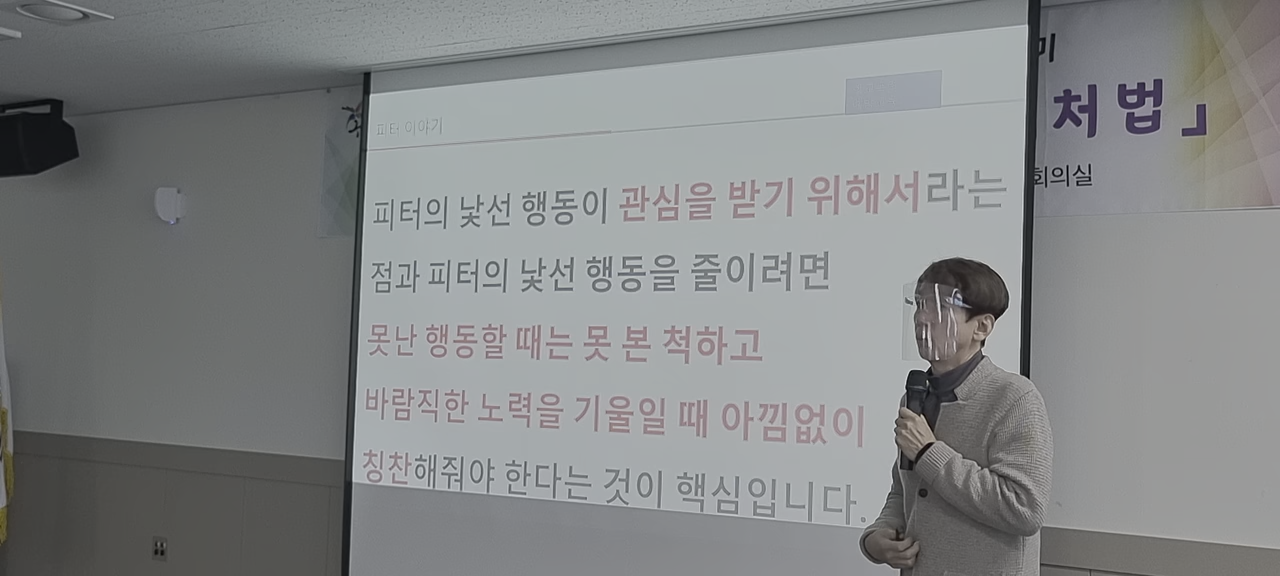 피터 이야기
피터의 낯선 행동이 관심을 받기 위해서라는
점과 피터의 낯선 행동을 줄이려면
못난 행동할 때는 못 본 척하고
바람직한 노력을 기울일 때 아낌없이
칭찬해줘야 한다는 것이 핵심입니다.
미
처법」
회의실